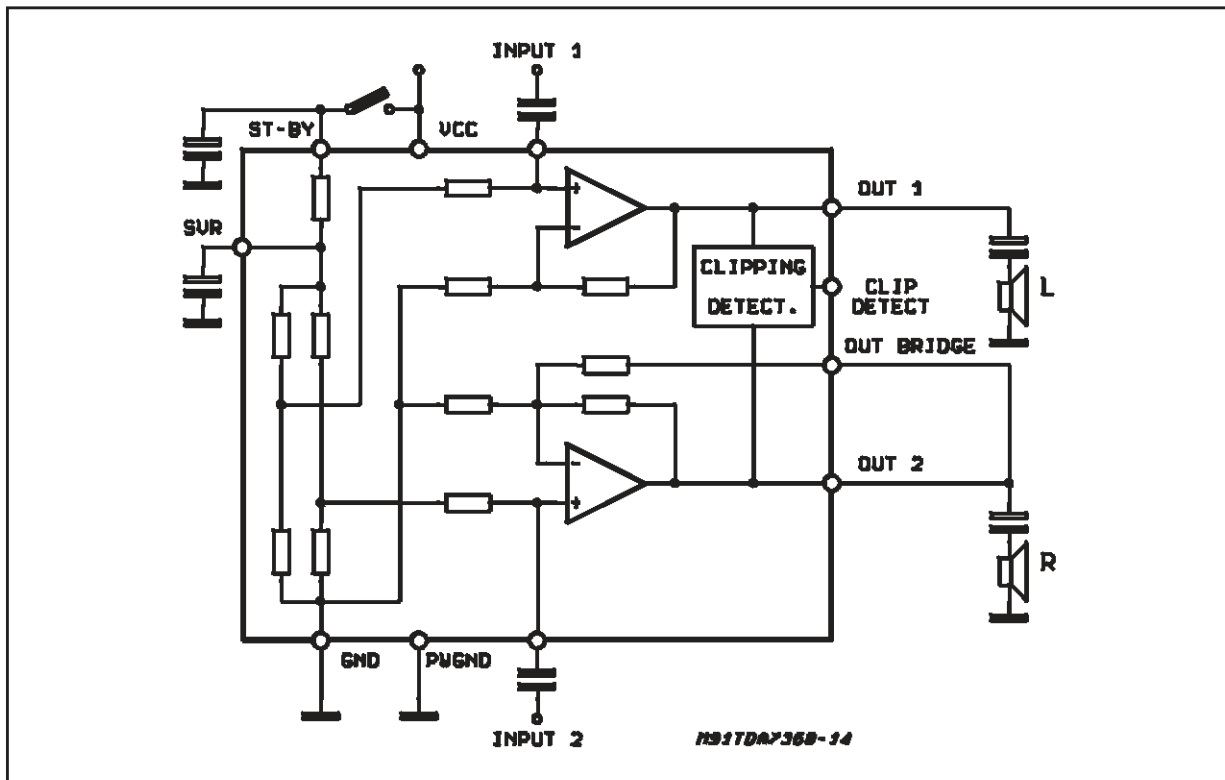 INPUT 1
ST-BY
VCC
OUT 1
SVR
CLIPPING
DETECT.
CLIP
DETECT
L
OUT BRIDGE
OUT 2
R
GND
PWGND
INPUT 2
M91TDA7360-14
+
-
-
+